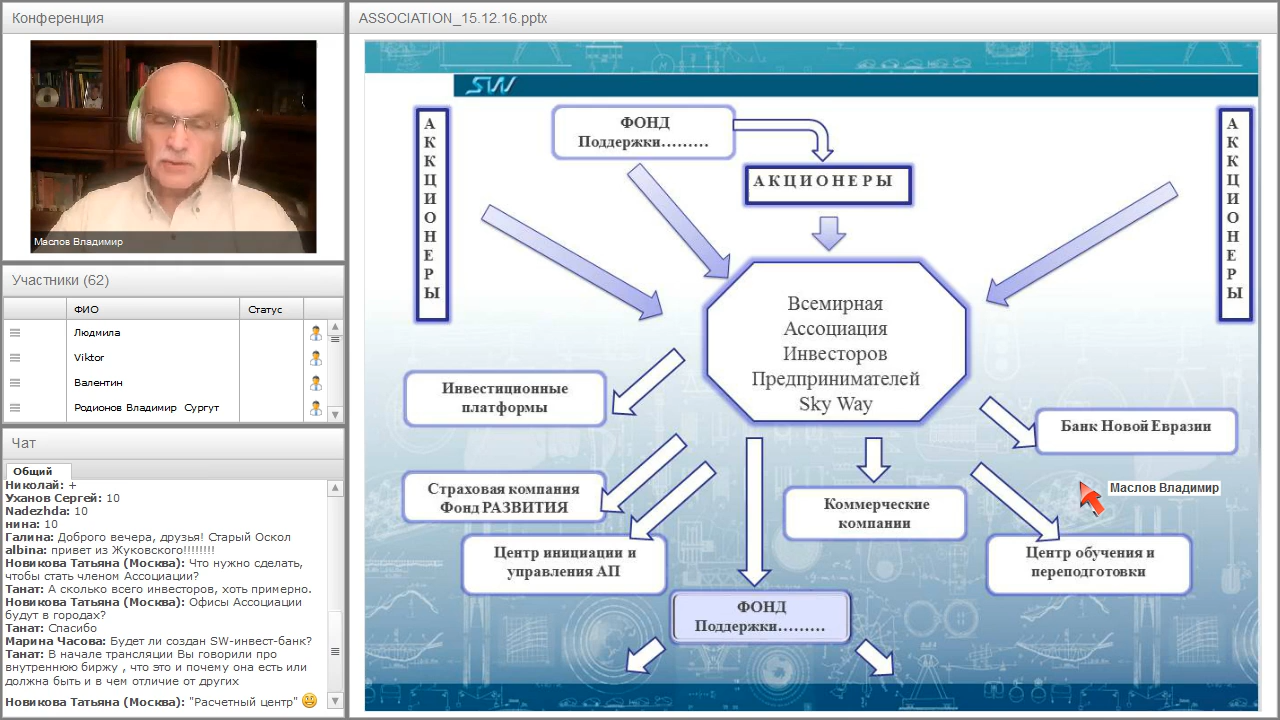 Конференция
Маслов Владимир
Участники (62)
ФИО
Статус
Людмила
Viktor
Валентин
Родионов Владимир Сургут
Чат
Общий
Николай: +
Уханов Сергей: 10
Nadezhda: 10
нина: 10
Галина: Доброго вечера, друзья! Старый Оскол
albina: привет из Жуковского!!!!!!!!
Новикова Татьяна (Москва): Что нужно сделать,
чтобы стать членом Ассоциации?
Танат: А сколько всего инвесторов, хоть примерно.
Новикова Татьяна (Москва): Офисы Ассоциации
будут в городах?
Танат: Спасибо.
Марина Чайка: Будет ли создан SW-инвест-банк?
Танат: В начале трансляции Вы говолили про
внутреннюю биржу, что это и где она есть или
должна быть и в чем отличие от других
Новикова Татьяна (Москва): "Главный центр"
ASSOCIATION_15.12.16.pptx
SW
АККЦИОНЕРЫ
ФОНД
Поддержки………
АКЦИОНЕРЫ
АККЦИОНЕРЫ
Всемирная
Ассоциация
Инвесторов
Предпринимателей
Sky Way
Инвестиционные
платформы
Банк Новой Евразии
Маслов Владимир
Страховая компания
Фонд РАЗВИТИЯ
Коммерческие
компании
Центр инициации и
управления АП
Центр обучения и
переподготовки
ФОНД
Поддержки………